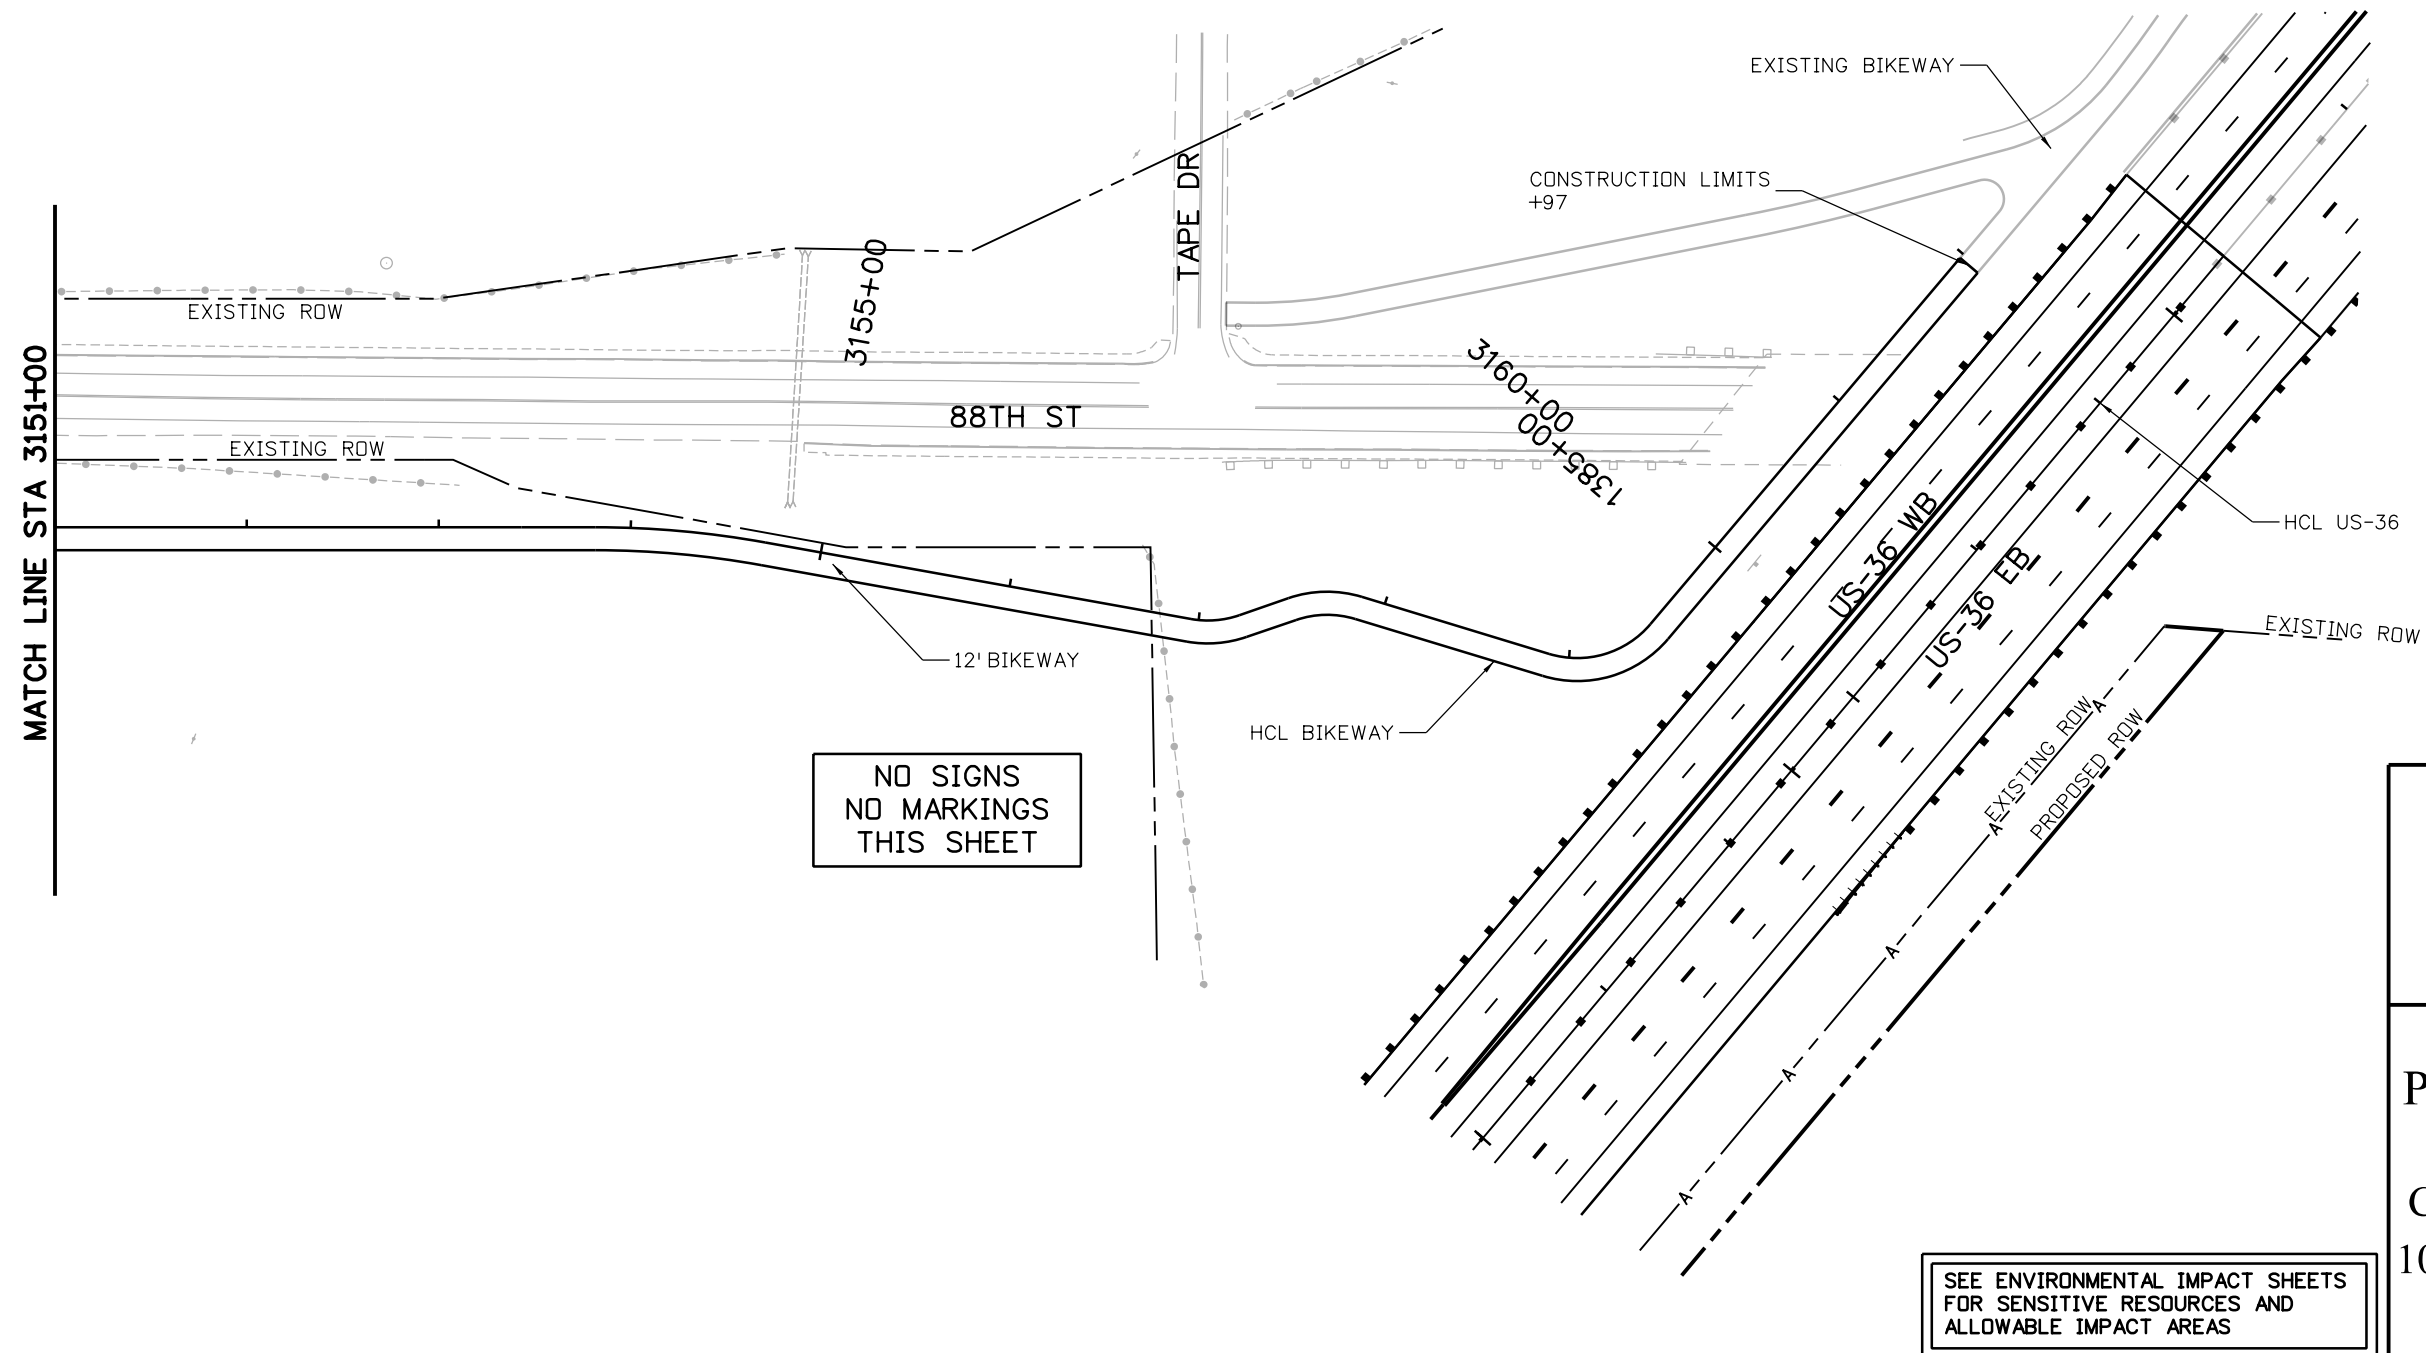 EXISTING BIKEWAY
CONSTRUCTION LIMITS
+97
TAPE DR
3155+00
EXISTING ROW
MATCH LINE STA 3151+00
88TH ST
EXISTING ROW
3160+00
1385+00
US-36 WB
US-36 EB
HCL US-36
12' BIKEWAY
HCL BIKEWAY
EXISTING ROW
EXISTING ROW
PROPOSED ROW
A
A
A
A
A
NO SIGNS
NO MARKINGS
THIS SHEET
P
C
10
SEE ENVIRONMENTAL IMPACT SHEETS
FOR SENSITIVE RESOURCES AND
ALLOWABLE IMPACT AREAS